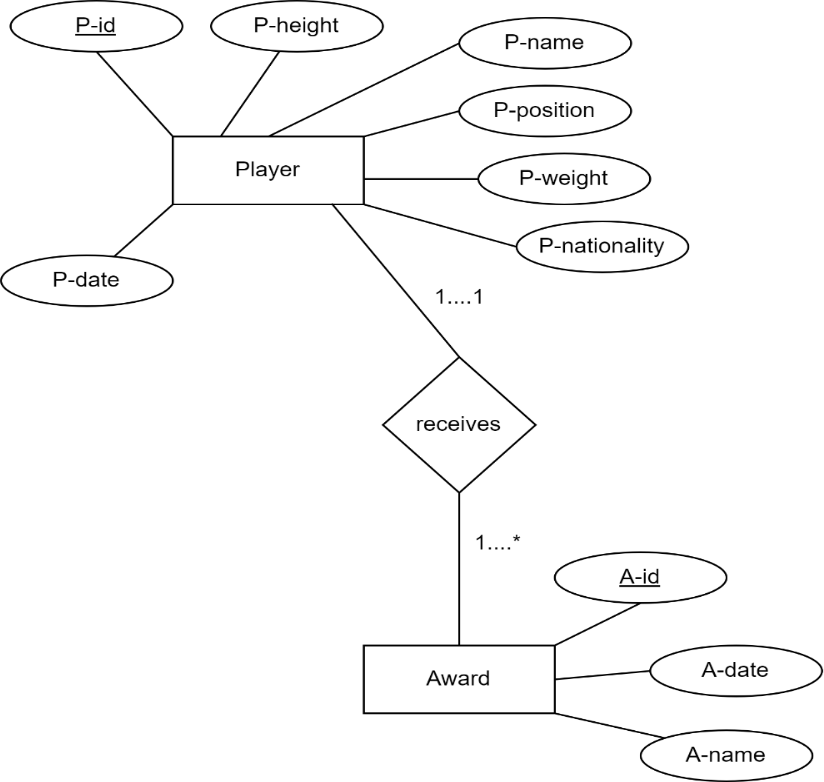 P-id
P-height
P-name
P-position
Player
P-weight
P-nationality
P-date
1....1
receives
1....*
A-id
A-date
Award
A-name